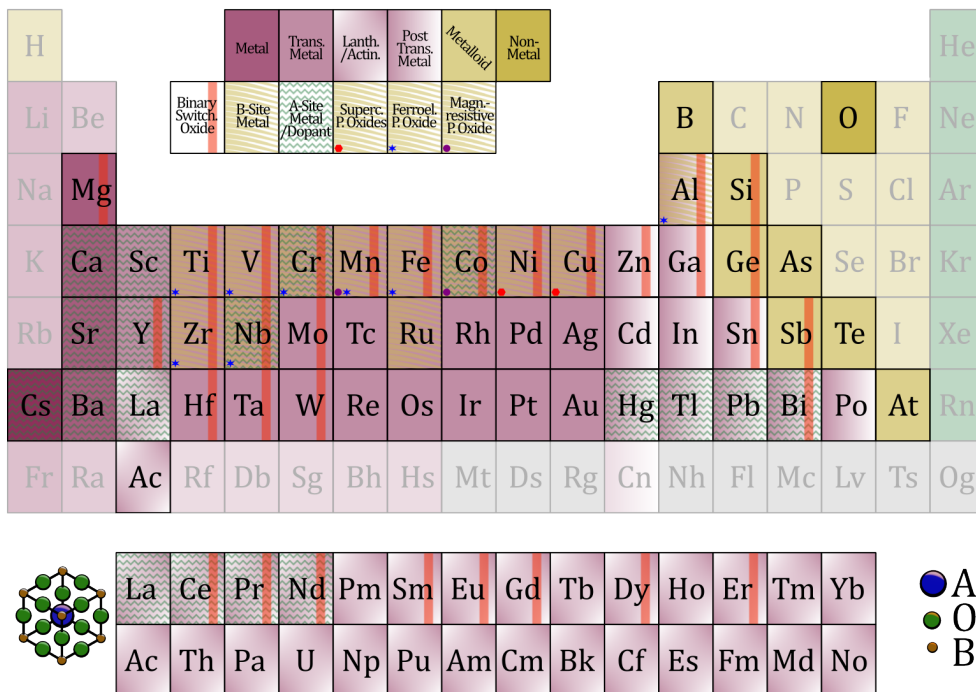 H Metal Trans. Metal Lanth. /Actin. Post Trans. Metal Metalloid Non-Metal He
Li Be Binary Switch. Oxide B-Site Metal A-Site Metal /Dopant Superc. P. Oxides Ferroel. P. Oxide Magn.-resistive P. Oxide B C N O F Ne
Na Mg Al Si P S Cl Ar
K Ca Sc Ti V Cr Mn Fe Co Ni Cu Zn Ga Ge As Se Br Kr
Rb Sr Y Zr Nb Mo Tc Ru Rh Pd Ag Cd In Sn Sb Te I Xe
Cs Ba La Hf Ta W Re Os Ir Pt Au Hg Tl Pb Bi Po At Rn
Fr Ra Ac Rf Db Sg Bh Hs Mt Ds Rg Cn Nh Fl Mc Lv Ts Og
La Ce Pr Nd Pm Sm Eu Gd Tb Dy Ho Er Tm Yb A
O
Ac Th Pa U Np Pu Am Cm Bk Cf Es Fm Md No B